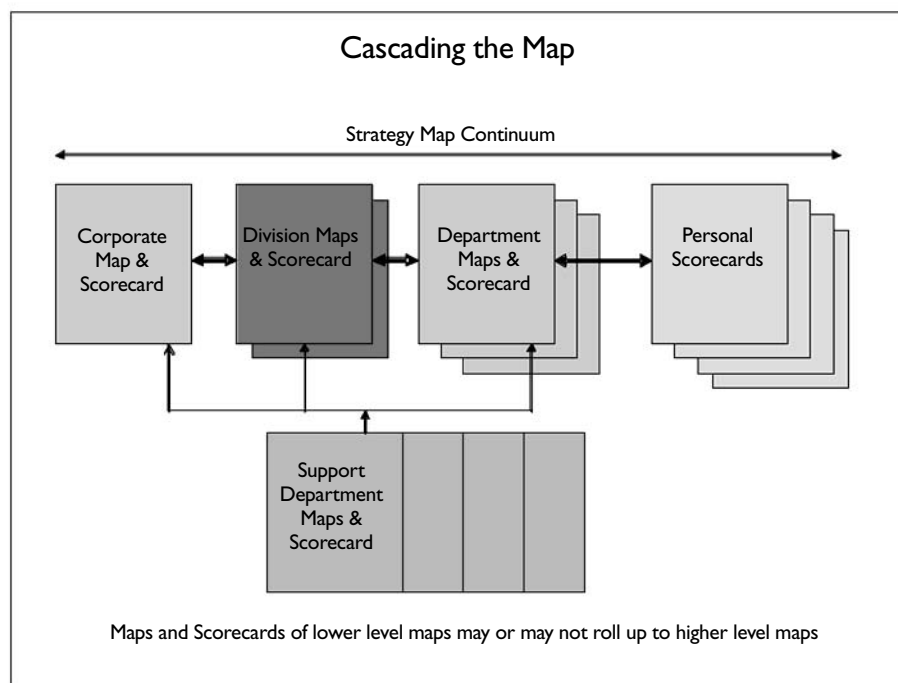 Cascading the Map
Strategy Map Continuum
Corporate
Map &
Scorecard
Division Maps
& Scorecard
Department
Maps &
Scorecard
Personal
Scorecards
Support
Department
Maps &
Scorecard
Maps and Scorecards of lower level maps may or may not roll up to higher level maps